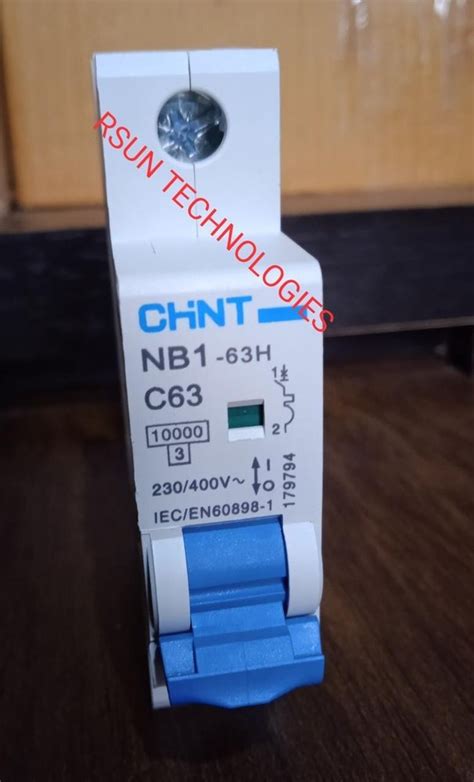 RSUN TECHNOLOGIES
CHiNT
NB1 -63H
C63
1
2
10000
3
230/400V~
I
O
179794
IEC/EN60898-1